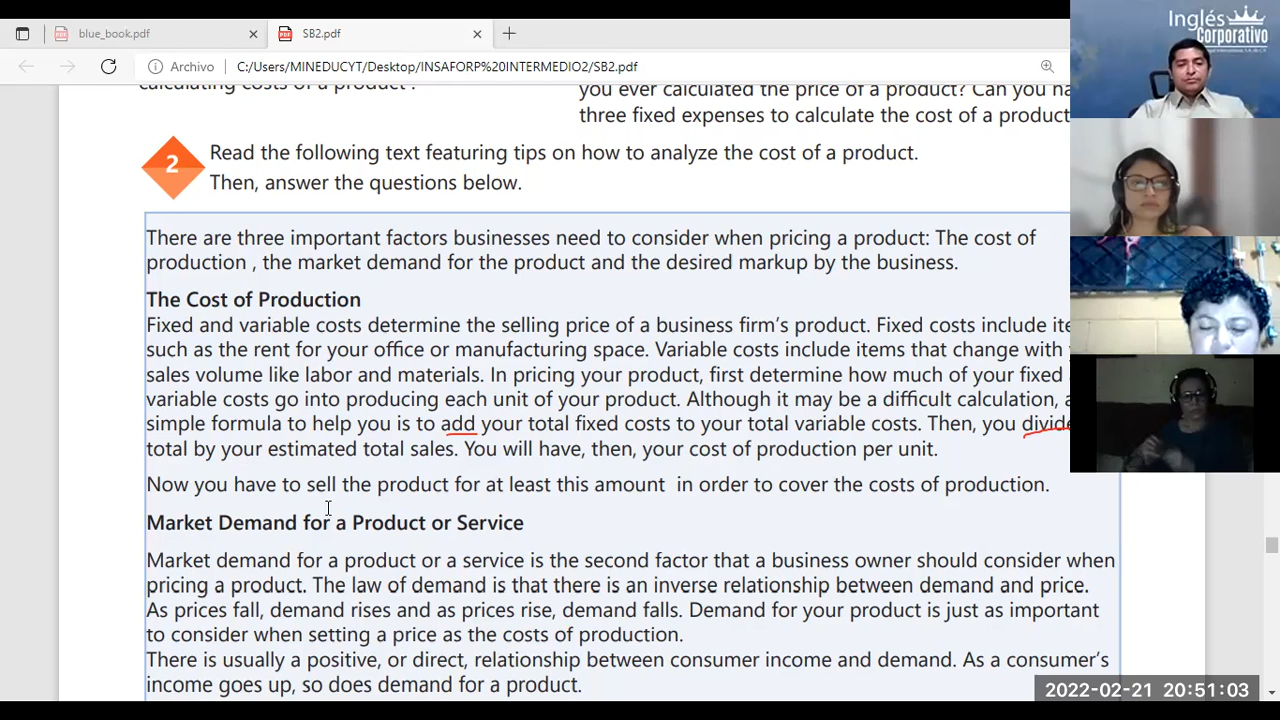 blue_book.pdf
SB2.pdf
Archivo
C:/Users/MINEDUCYT/Desktop/INSAFORP%20INTERMEDIO2/SB2.pdf
Inglés
Corporativo
calculating costs of a product ?
you ever calculated the price of a product? Can you
three fixed expenses to calculate the cost of a product
2
Read the following text featuring tips on how to analyze the cost of a product.
Then, answer the questions below.
There are three important factors businesses need to consider when pricing a product: The cost of
production , the market demand for the product and the desired markup by the business.
The Cost of Production
Fixed and variable costs determine the selling price of a business firm's product. Fixed costs include
such as the rent for your office or manufacturing space. Variable costs include items that change with
sales volume like labor and materials. In pricing your product, first determine how much of your fixed
variable costs go into producing each unit of your product. Although it may be a difficult calculation,
simple formula to help you is to add your total fixed costs to your total variable costs. Then, you divide
total by your estimated total sales. You will have, then, your cost of production per unit.
Now you have to sell the product for at least this amount in order to cover the costs of production.
Market Demand for a Product or Service
Market demand for a product or a service is the second factor that a business owner should consider when
pricing a product. The law of demand is that there is an inverse relationship between demand and price.
As prices fall, demand rises and as prices rise, demand falls. Demand for your product is just as important
to consider when setting a price as the costs of production.
There is usually a positive, or direct, relationship between consumer income and demand. As a consumer's
income goes up, so does demand for a product.
2022-02-21 20:51:03